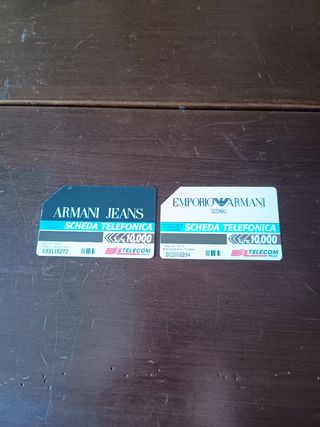 ARMANI JEANS
SCHEDA TELEFONICA
10.000
TELECOM
EMPORIO ARMANI
OCCHIALI
SCHEDA TELEFONICA
10.000
TELECOM